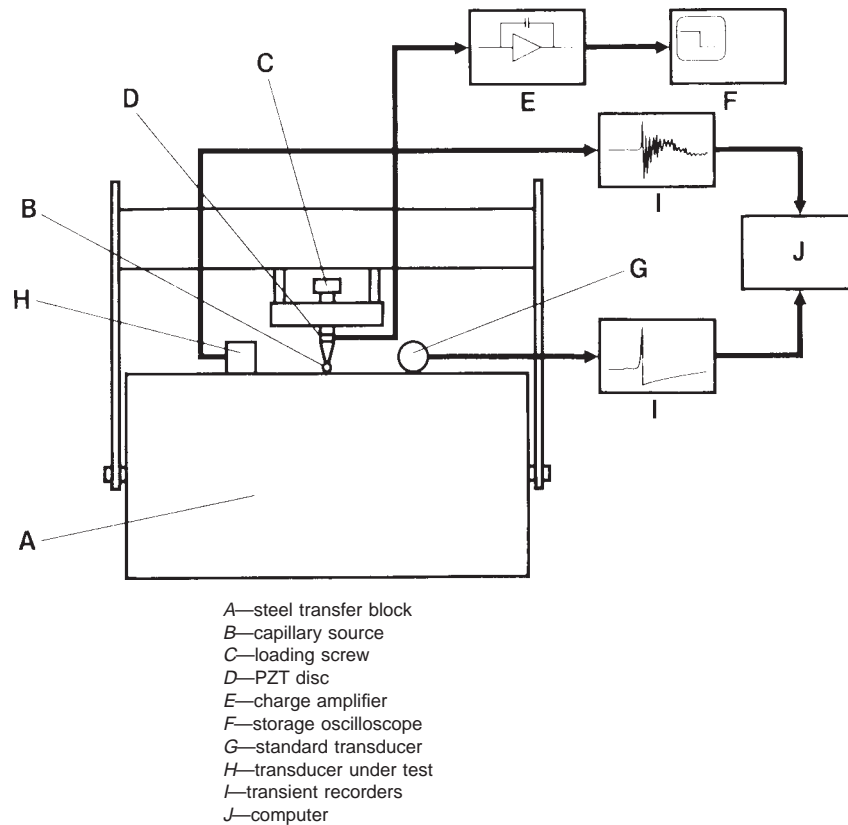 C
D
E
F
B
I
J
H
G
I
A
A—steel transfer block
B—capillary source
C—loading screw
D—PZT disc
E—charge amplifier
F—storage oscilloscope
G—standard transducer
H—transducer under test
I—transient recorders
J—computer